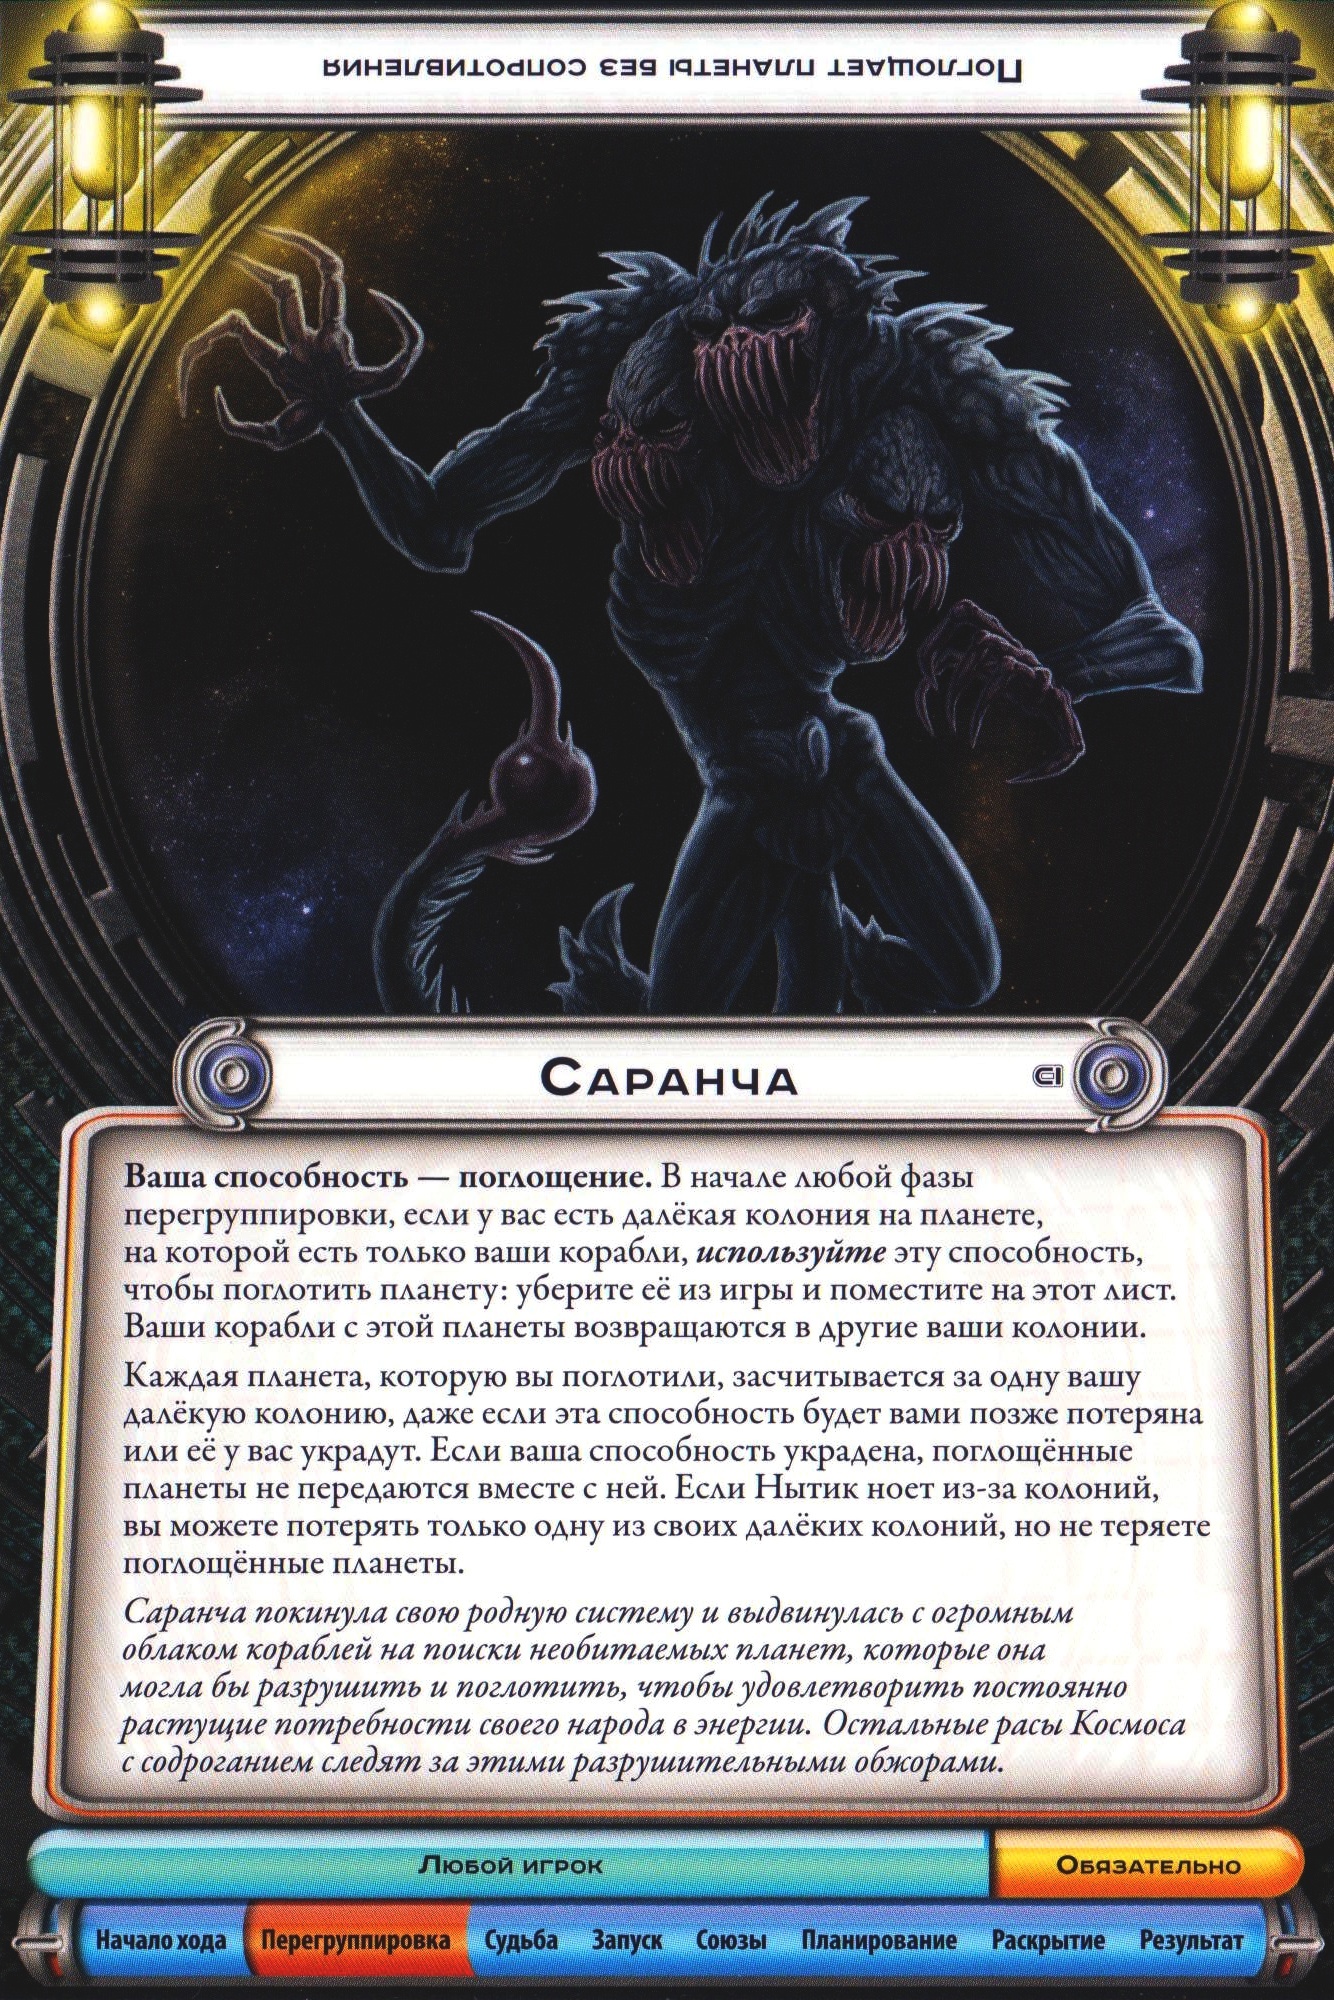 Поглощает планеты без сопротивления
Саранча
CI
Ваша способность — поглощение. В начале любой фазы
перегруппировки, если у вас есть далёкая колония на планете,
на которой есть только ваши корабли, используйте эту способность,
чтобы поглотить планету: уберите её из игры и поместите на этот лист.
Ваши корабли с этой планеты возвращаются в другие ваши колонии.
Каждая планета, которую вы поглотили, засчитывается за одну вашу
далёкую колонию, даже если эта способность будет вами позже потеряна
или её у вас украдут. Если ваша способность украдена, поглощённые
планеты не передаются вместе с ней. Если Нытик ноет из-за колоний,
вы можете потерять только одну из своих далёких колоний, но не теряете
поглощённые планеты.
Саранча покинула свою родную систему и выдвинулась с огромным
облаком кораблей на поиски необитаемых планет, которые она
могла бы разрушить и поглотить, чтобы удовлетворить постоянно
растущие потребности своего народа в энергии. Остальные расы Космоса
с содроганием следят за этими разрушительными обжорами.
Любой игрок Обязательно
Начало хода Перегруппировка Судьба Запуск Союзы Планирование Раскрытие Результат